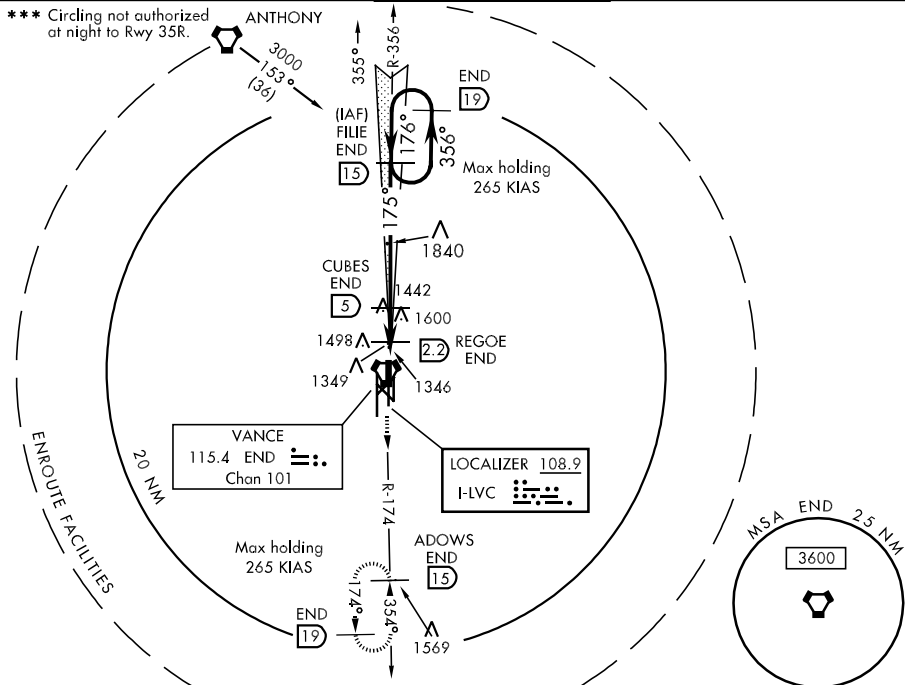 *** Circling not authorized
at night to Rwy 35R.
ANTHONY
3000
153°
(36)
355°
R-356
END
19
(IAF)
FILIE
END
15
176°
356°
Max holding
265 KIAS
175°
1840
CUBES
END
5
1442
1600
1498
2.2
REGOE
END
1349
1346
VANCE
115.4 END
Chan 101
LOCALIZER 108.9
I-LVC
R-174
20 NM
ENROUTE FACILITIES
Max holding
265 KIAS
ADOWS
END
15
174°
354°
END
19
1569
MSA END 25 NM
3600